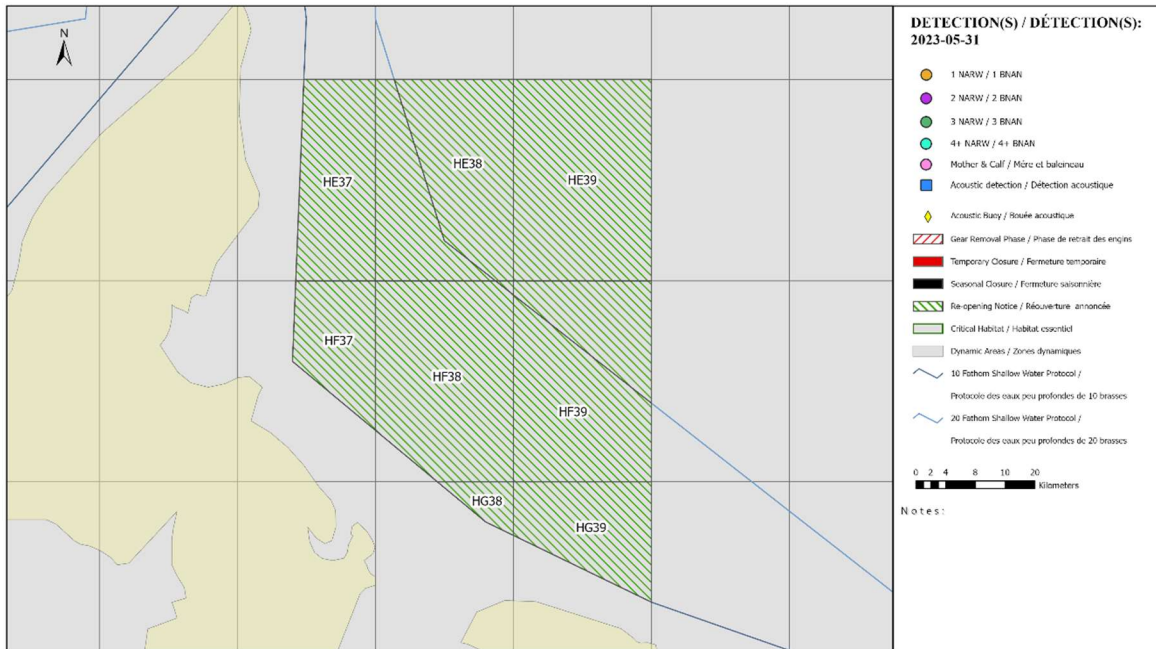 N
HE37
HE38
HE39
HF37
HF38
HF39
HG38
HG39
DETECTION(S) / DÉTECTION(S):
2023-05-31
1 NARW / 1 BNAN
2 NARW / 2 BNAN
3 NARW / 3 BNAN
4+ NARW / 4+ BNAN
Mother & Calf / Mère et baleineau
Acoustic detection / Détection acoustique
Acoustic Buoy / Bouée acoustique
Gear Removal Phase / Phase de retrait des engins
Temporary Closure / Fermeture temporaire
Seasonal Closure / Fermeture saisonnière
Re-opening Notice / Réouverture annoncée
Critical Habitat / Habitat essentiel
Dynamic Areas / Zones dynamiques
10 Fathom Shallow Water Protocol /
Protocole des eaux peu profondes de 10 brasses
20 Fathom Shallow Water Protocol /
Protocole des eaux peu profondes de 20 brasses
0 2 4 8 12 16 20
Kilometers
Notes: